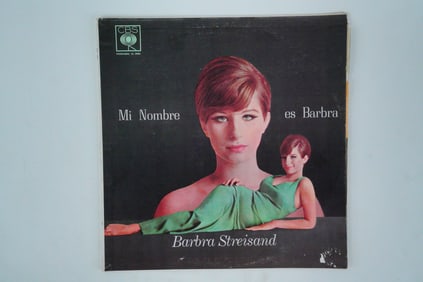 CBS
Mi Nombre es Barbra
Barbra Streisand